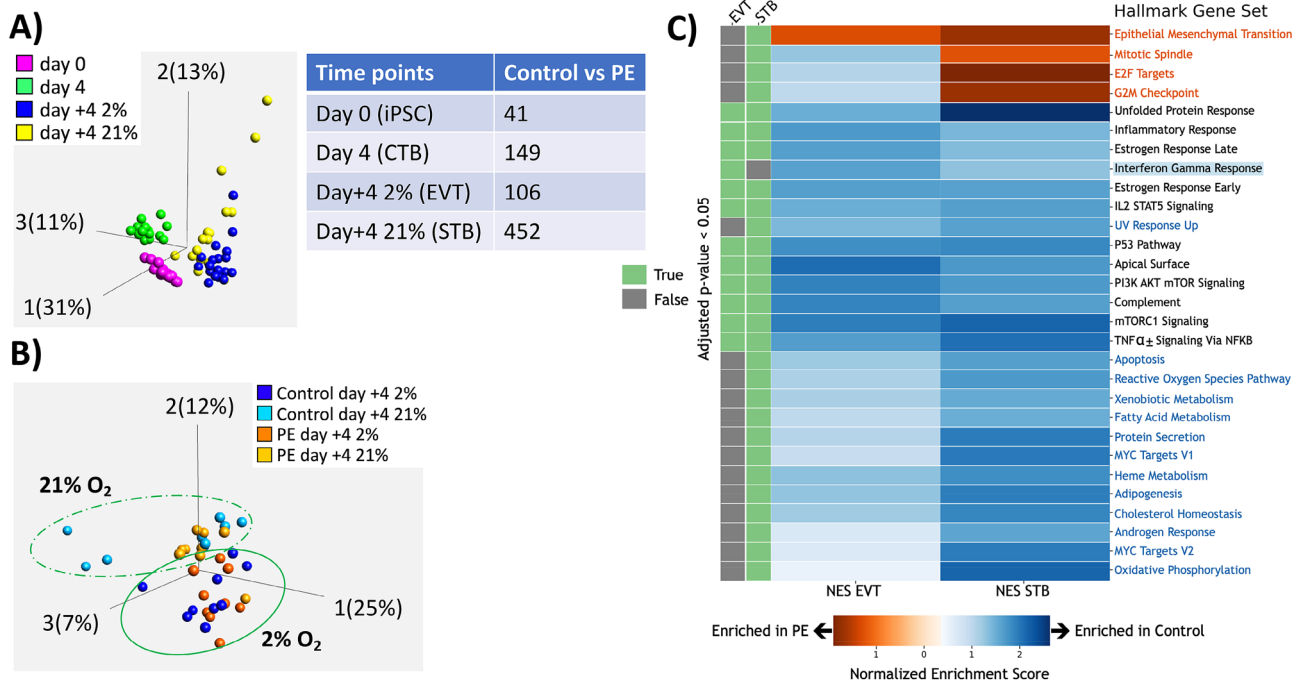 A)
day 0
day 4
day +4 2%
day +4 21%
2(13%)
3(11%)
1(31%)
Time points Control vs PE
Day 0 (iPSC) 41
Day 4 (CTB) 149
Day+4 2% (EVT) 106
Day+4 21% (STB) 452
B)
Control day +4 2%
Control day +4 21%
PE day +4 2%
PE day +4 21%
2(12%)
21% O2
3(7%)
1(25%)
2% O2
C)
EVT
STB
Hallmark Gene Set
True
False
Adjusted p-value < 0.05
Epithelial Mesenchymal Transition
Mitotic Spindle
E2F Targets
G2M Checkpoint
Unfolded Protein Response
Inflammatory Response
Estrogen Response Late
Interferon Gamma Response
Estrogen Response Early
IL2 STAT5 Signaling
UV Response Up
P53 Pathway
Apical Surface
PI3K AKT mTOR Signaling
Complement
mTORC1 Signaling
TNFα± Signaling Via NFKB
Apoptosis
Reactive Oxygen Species Pathway
Xenobiotic Metabolism
Fatty Acid Metabolism
Protein Secretion
MYC Targets V1
Heme Metabolism
Adipogenesis
Cholesterol Homeostasis
Androgen Response
MYC Targets V2
Oxidative Phosphorylation
NES EVT NES STB
Enriched in PE Enriched in Control
1 0 1 2
Normalized Enrichment Score